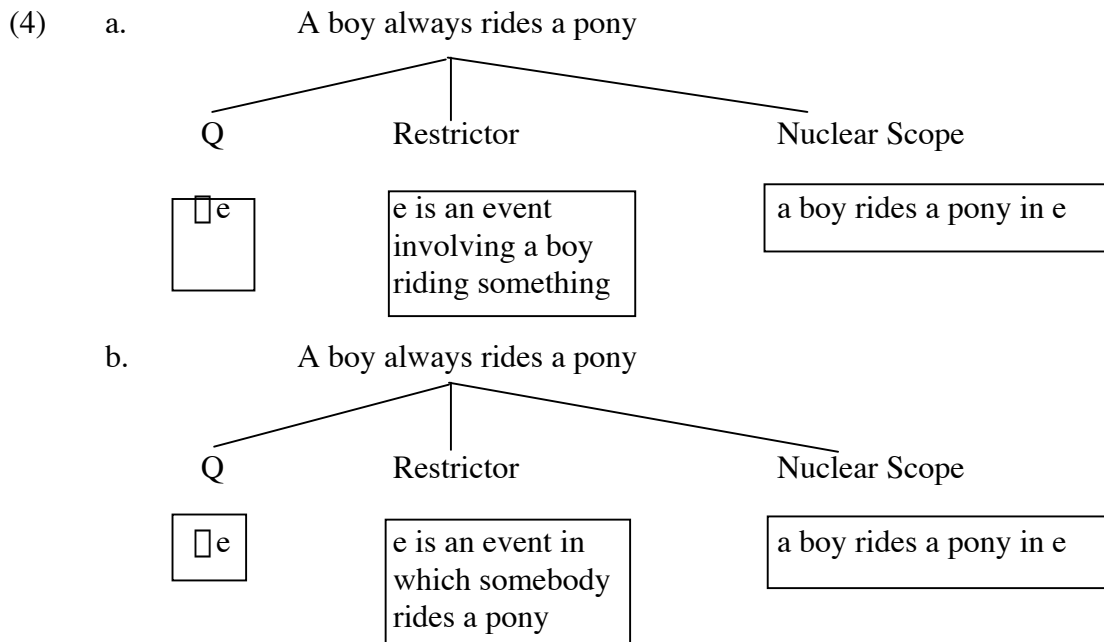 (4) a. A boy always rides a pony
Q Restrictor Nuclear Scope
e e is an event a boy rides a pony in e
involving a boy
riding something
b. A boy always rides a pony
Q Restrictor Nuclear Scope
e e is an event in a boy rides a pony in e
which somebody
rides a pony